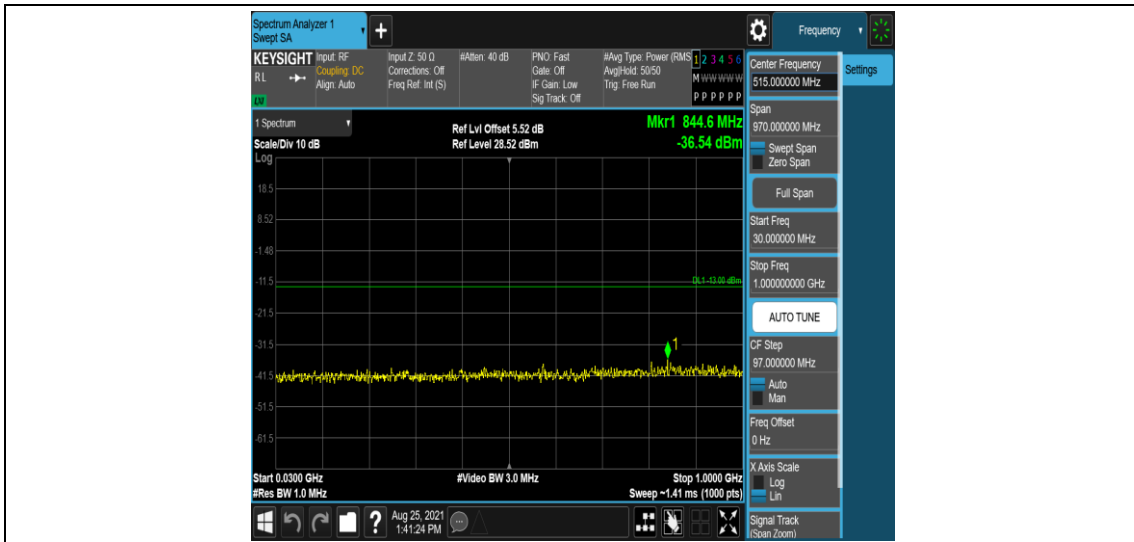 Spectrum Analyzer 1
Swept SA
+
Frequency
KEYSIGHT
RL
LXI
Input: RF
Coupling: DC
Align: Auto
Input Z: 50 Ω
Corrections: Off
Freq Ref: Int (S)
#Atten: 40 dB
PNO: Fast
Gate: Off
IF Gain: Low
Sig Track: Off
#Avg Type: Power (RMS
Avg|Hold: 50/50
Trig: Free Run
1 2 3 4 5 6
M W W W W W
P P P P P P
1 Spectrum
Scale/Div 10 dB
Ref Lvl Offset 5.52 dB
Ref Level 28.52 dBm
Mkr1 844.6 MHz
-36.54 dBm
Log
18.5
8.52
-1.48
-11.5
DL1 -13.00 dBm
-21.5
-31.5
1
-41.5
-51.5
-61.5
Start 0.0300 GHz
#Video BW 3.0 MHz
Stop 1.0000 GHz
#Res BW 1.0 MHz
Sweep ~1.41 ms (1000 pts)
?
Aug 25, 2021
1:41:24 PM
Center Frequency
515.000000 MHz
Settings
Span
970.000000 MHz
Swept Span
Zero Span
Full Span
Start Freq
30.000000 MHz
Stop Freq
1.000000000 GHz
AUTO TUNE
CF Step
97.000000 MHz
Auto
Man
Freq Offset
0 Hz
X Axis Scale
Log
Lin
Signal Track
(Span Zoom)